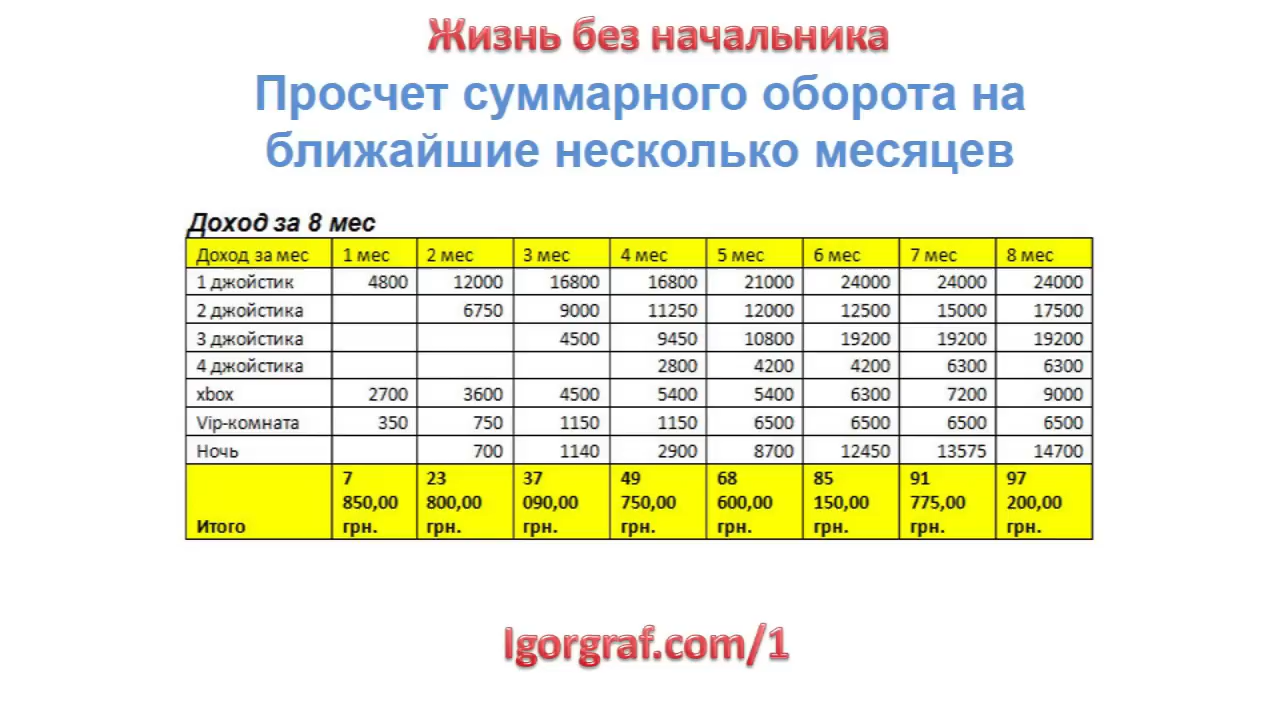 Жизнь без начальника
Просчет суммарного оборота на
ближайшие несколько месяцев
Доход за 8 мес
Доход за мес 1 мес 2 мес 3 мес 4 мес 5 мес 6 мес 7 мес 8 мес
1 джойстик 4800 12000 16800 16800 21000 24000 24000 24000
2 джойстика 6750 9000 11250 12000 12500 15000 17500
3 джойстика 4500 9450 10800 19200 19200 19200
4 джойстика 2800 4200 4200 6300 6300
xbox 2700 3600 4500 5400 5400 6300 7200 9000
Vip-комната 350 750 1150 1150 6500 6500 6500 6500
Ночь 700 1140 2900 8700 12450 13575 14700
7 23 37 49 68 85 91 97
850,00 800,00 090,00 750,00 600,00 150,00 775,00 200,00
Итого грн. грн. грн. грн. грн. грн. грн. грн.
Igorgraf.com/1